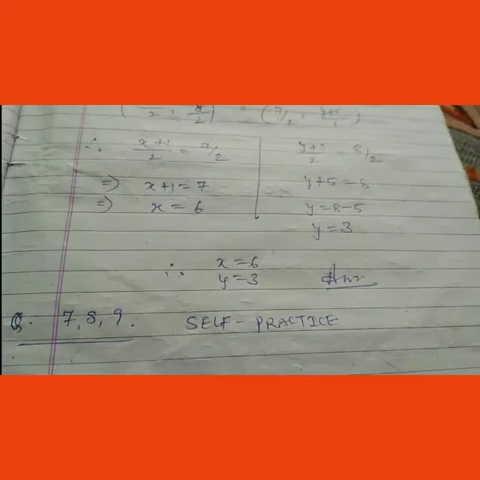 ∴ x+1/2 = 7/2
y+5/2 = 8/2
⇒ x+1=7
y+5=8
⇒ x = 6
y=8-5
y=3
∴ x=6
y=3 Ans
Q. 7,8,9. SELF-PRACTICE